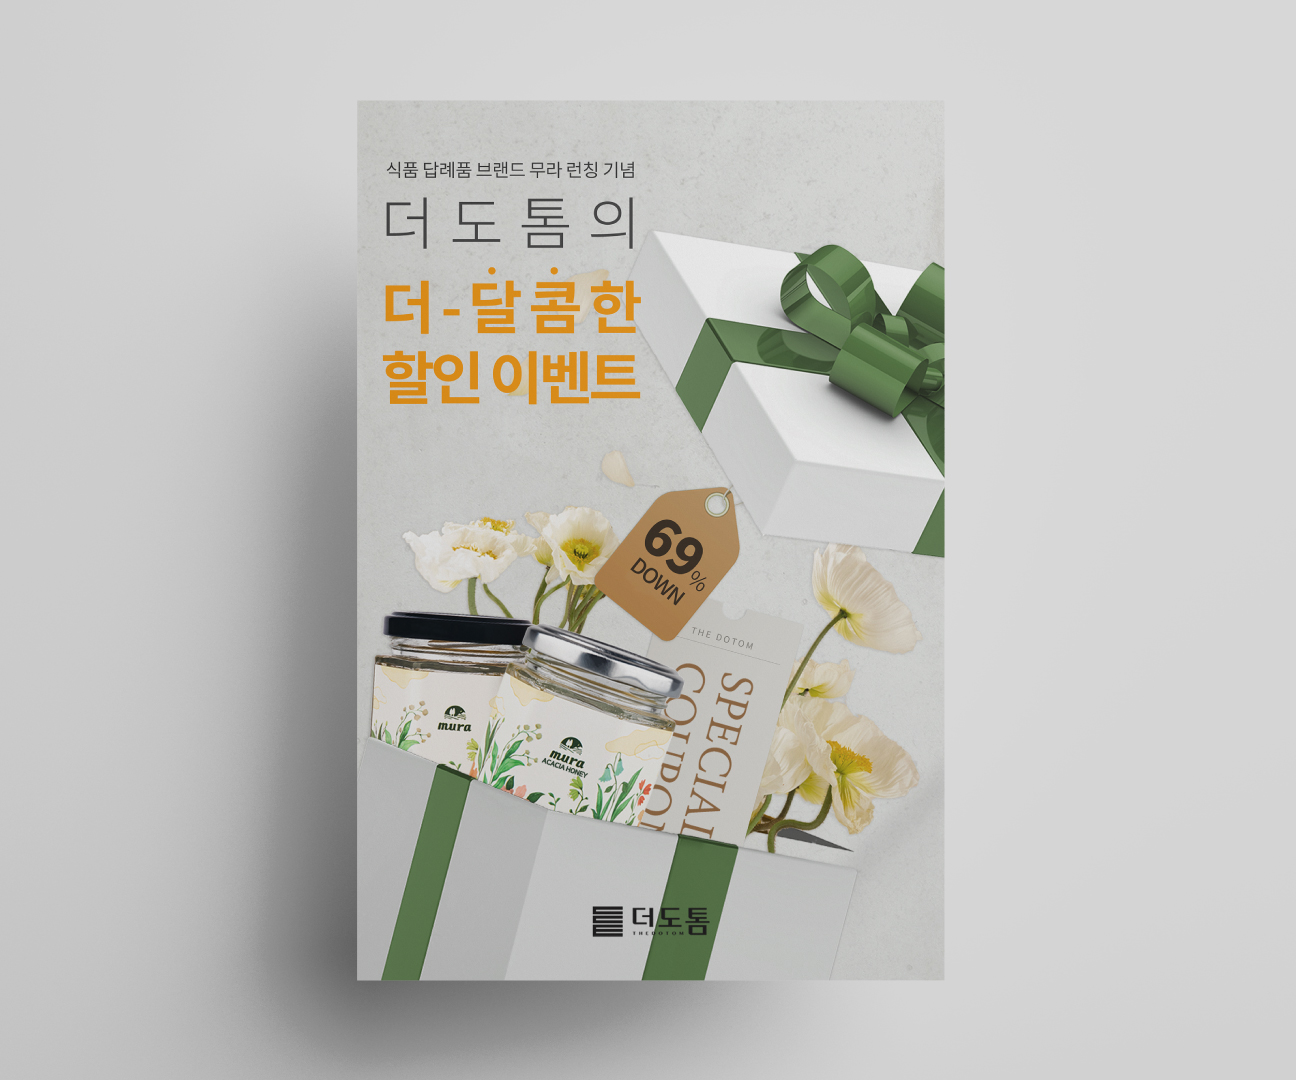 식품 답례품 브랜드 무라 런칭 기념
더도톰의
더-달콤한
할인 이벤트
69%
DOWN
THE DOTOM
SPECIAL
mura
mura
ACACIA HONEY
더도톰
THEDOTOM